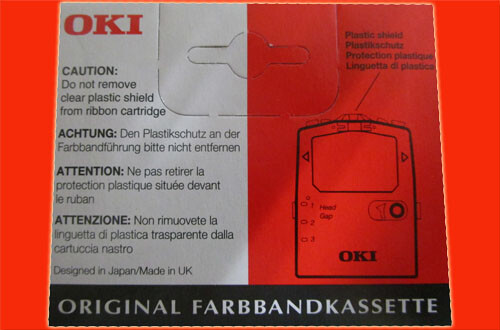 OKI
Plastic shield
Plastikschutz
Protection plastique
Linguetta di plastica
CAUTION:
Do not remove
clear plastic shield
from ribbon cartridge
ACHTUNG: Den Plastikschutz an der
Farbbandführung bitte nicht entfernen
ATTENTION: Ne pas retirer la
protection plastique située devant
le ruban
ATTENZIONE: Non rimuovete la
linguetta di plastica trasparente dalla
cartuccia nastro
Designed in Japan/Made in UK
1 Head
Gap
2
3
OKI
ORIGINAL FARBBANDKASSETTE